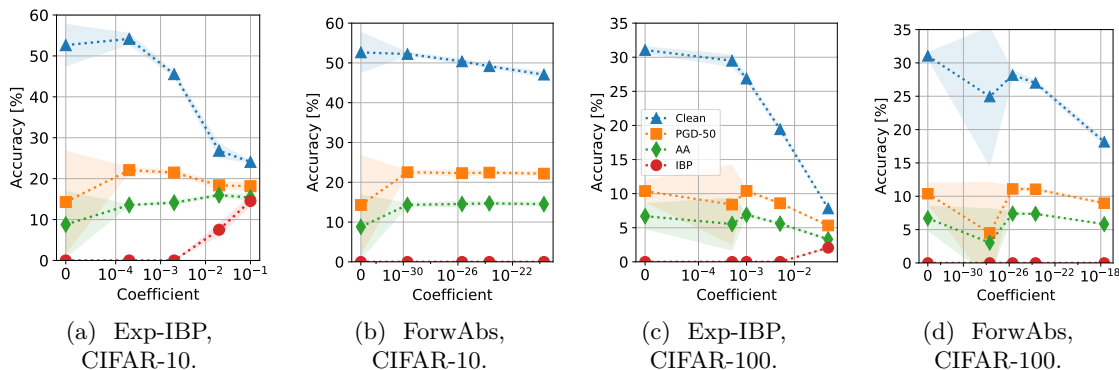 60
50
40
30
20
10
0
Accuracy [%]
0 10⁻⁴ 10⁻³ 10⁻² 10⁻¹
Coefficient
(a) Exp-IBP,
CIFAR-10.
60
50
40
30
20
10
0
Accuracy [%]
0 10⁻³⁰ 10⁻²⁶ 10⁻²²
Coefficient
(b) ForwAbs,
CIFAR-10.
35
30
25
20
15
10
5
0
Accuracy [%]
Clean
PGD-50
AA
IBP
0 10⁻⁴ 10⁻³ 10⁻²
Coefficient
(c) Exp-IBP,
CIFAR-100.
35
30
25
20
15
10
5
0
Accuracy [%]
0 10⁻³⁰ 10⁻²⁶ 10⁻²² 10⁻¹⁸
Coefficient
(d) ForwAbs,
CIFAR-100.